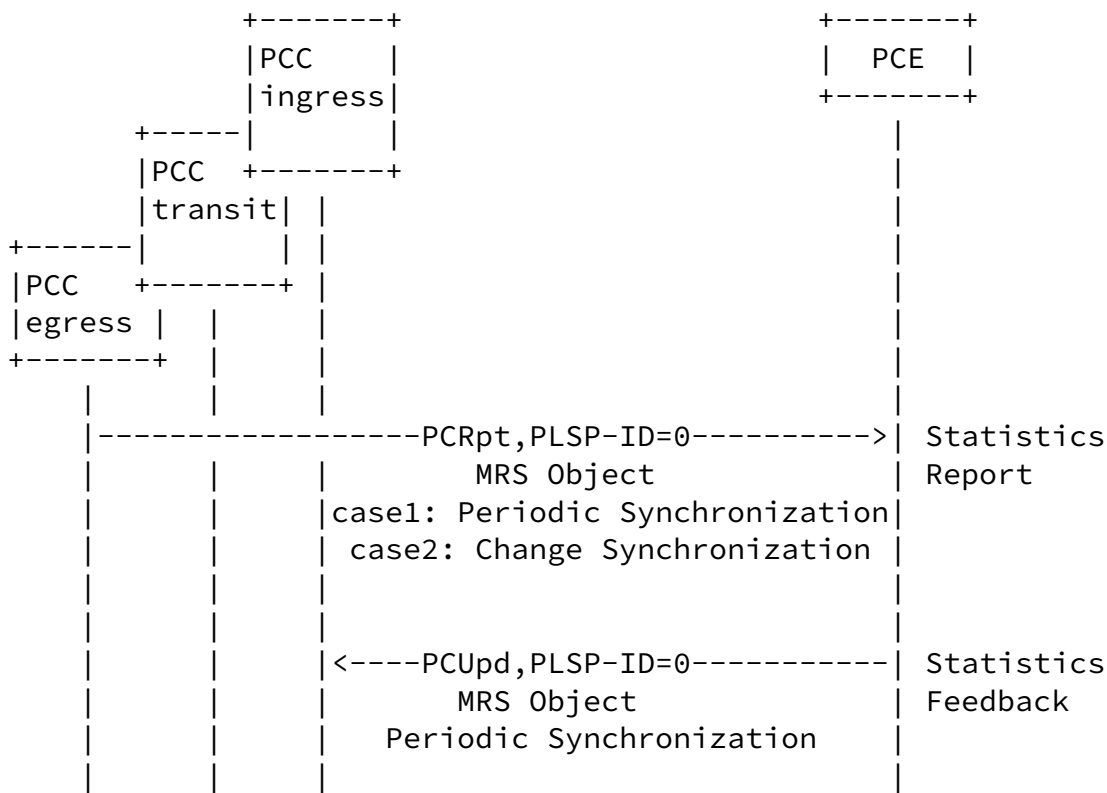 PCC PCE
ingress
PCC
transit
PCC
egress
PCRpt,PLSP-ID=0 Statistics
MRS Object Report
case1: Periodic Synchronization
case2: Change Synchronization
PCUpd,PLSP-ID=0 Statistics
MRS Object Feedback
Periodic Synchronization